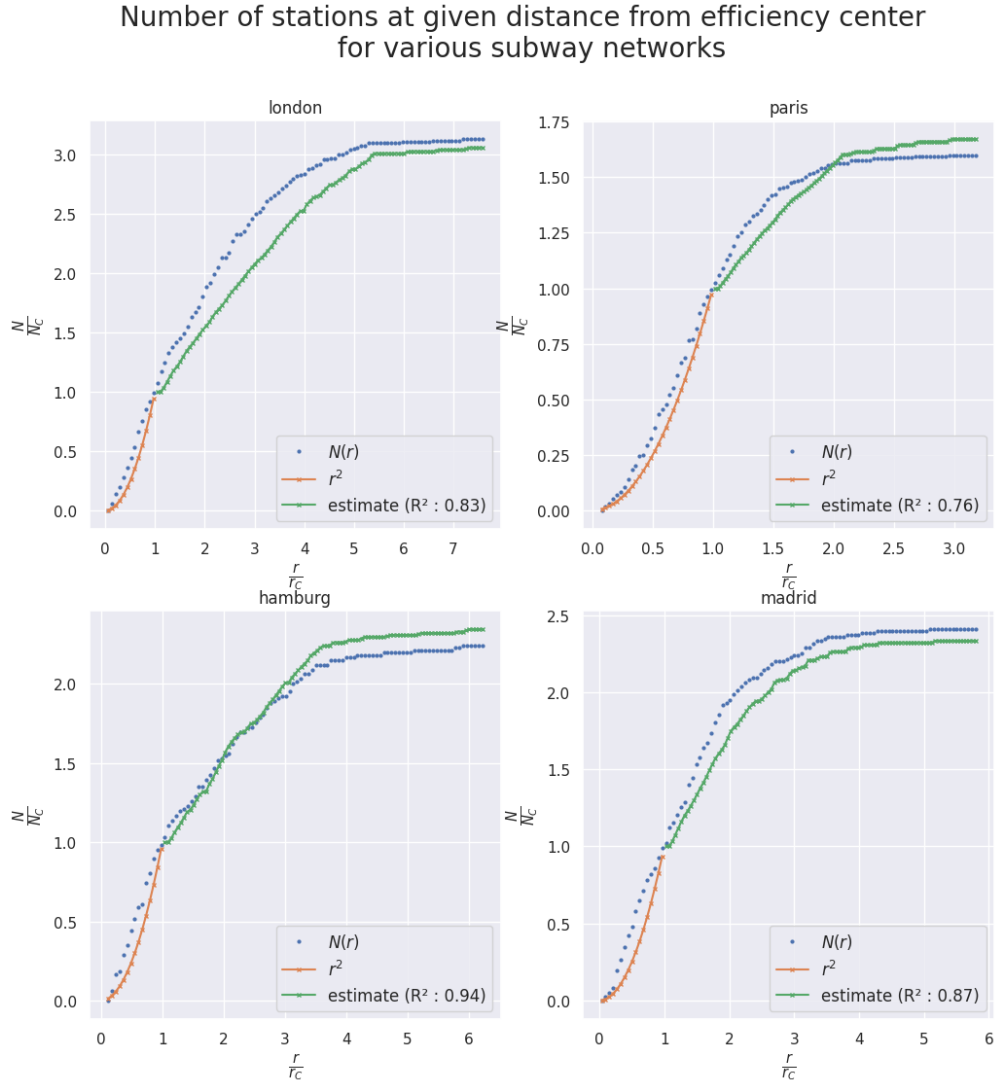 Number of stations at given distance from efficiency center
for various subway networks
london
3.0
2.5
2.0
1.5
1.0
0.5
0.0
N/N_C
N(r)
r²
estimate (R² : 0.83)
0 1 2 3 4 5 6 7
r/r_C
paris
1.75
1.50
1.25
1.00
0.75
0.50
0.25
0.00
N/N_C
N(r)
r²
estimate (R² : 0.76)
0.0 0.5 1.0 1.5 2.0 2.5 3.0
r/r_C
hamburg
2.0
1.5
1.0
0.5
0.0
N/N_C
N(r)
r²
estimate (R² : 0.94)
0 1 2 3 4 5 6
r/r_C
madrid
2.5
2.0
1.5
1.0
0.5
0.0
N/N_C
N(r)
r²
estimate (R² : 0.87)
0 1 2 3 4 5 6
r/r_C